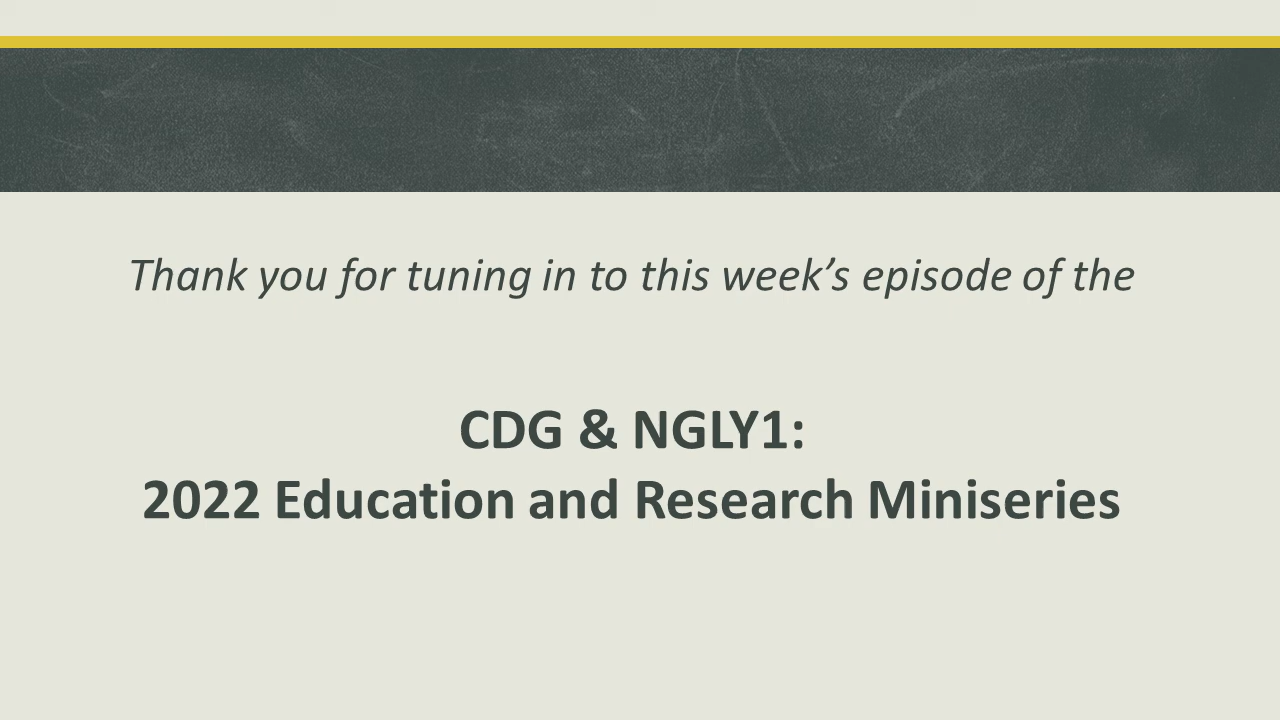 Thank you for tuning in to this week’s episode of the
CDG & NGLY1:
2022 Education and Research Miniseries